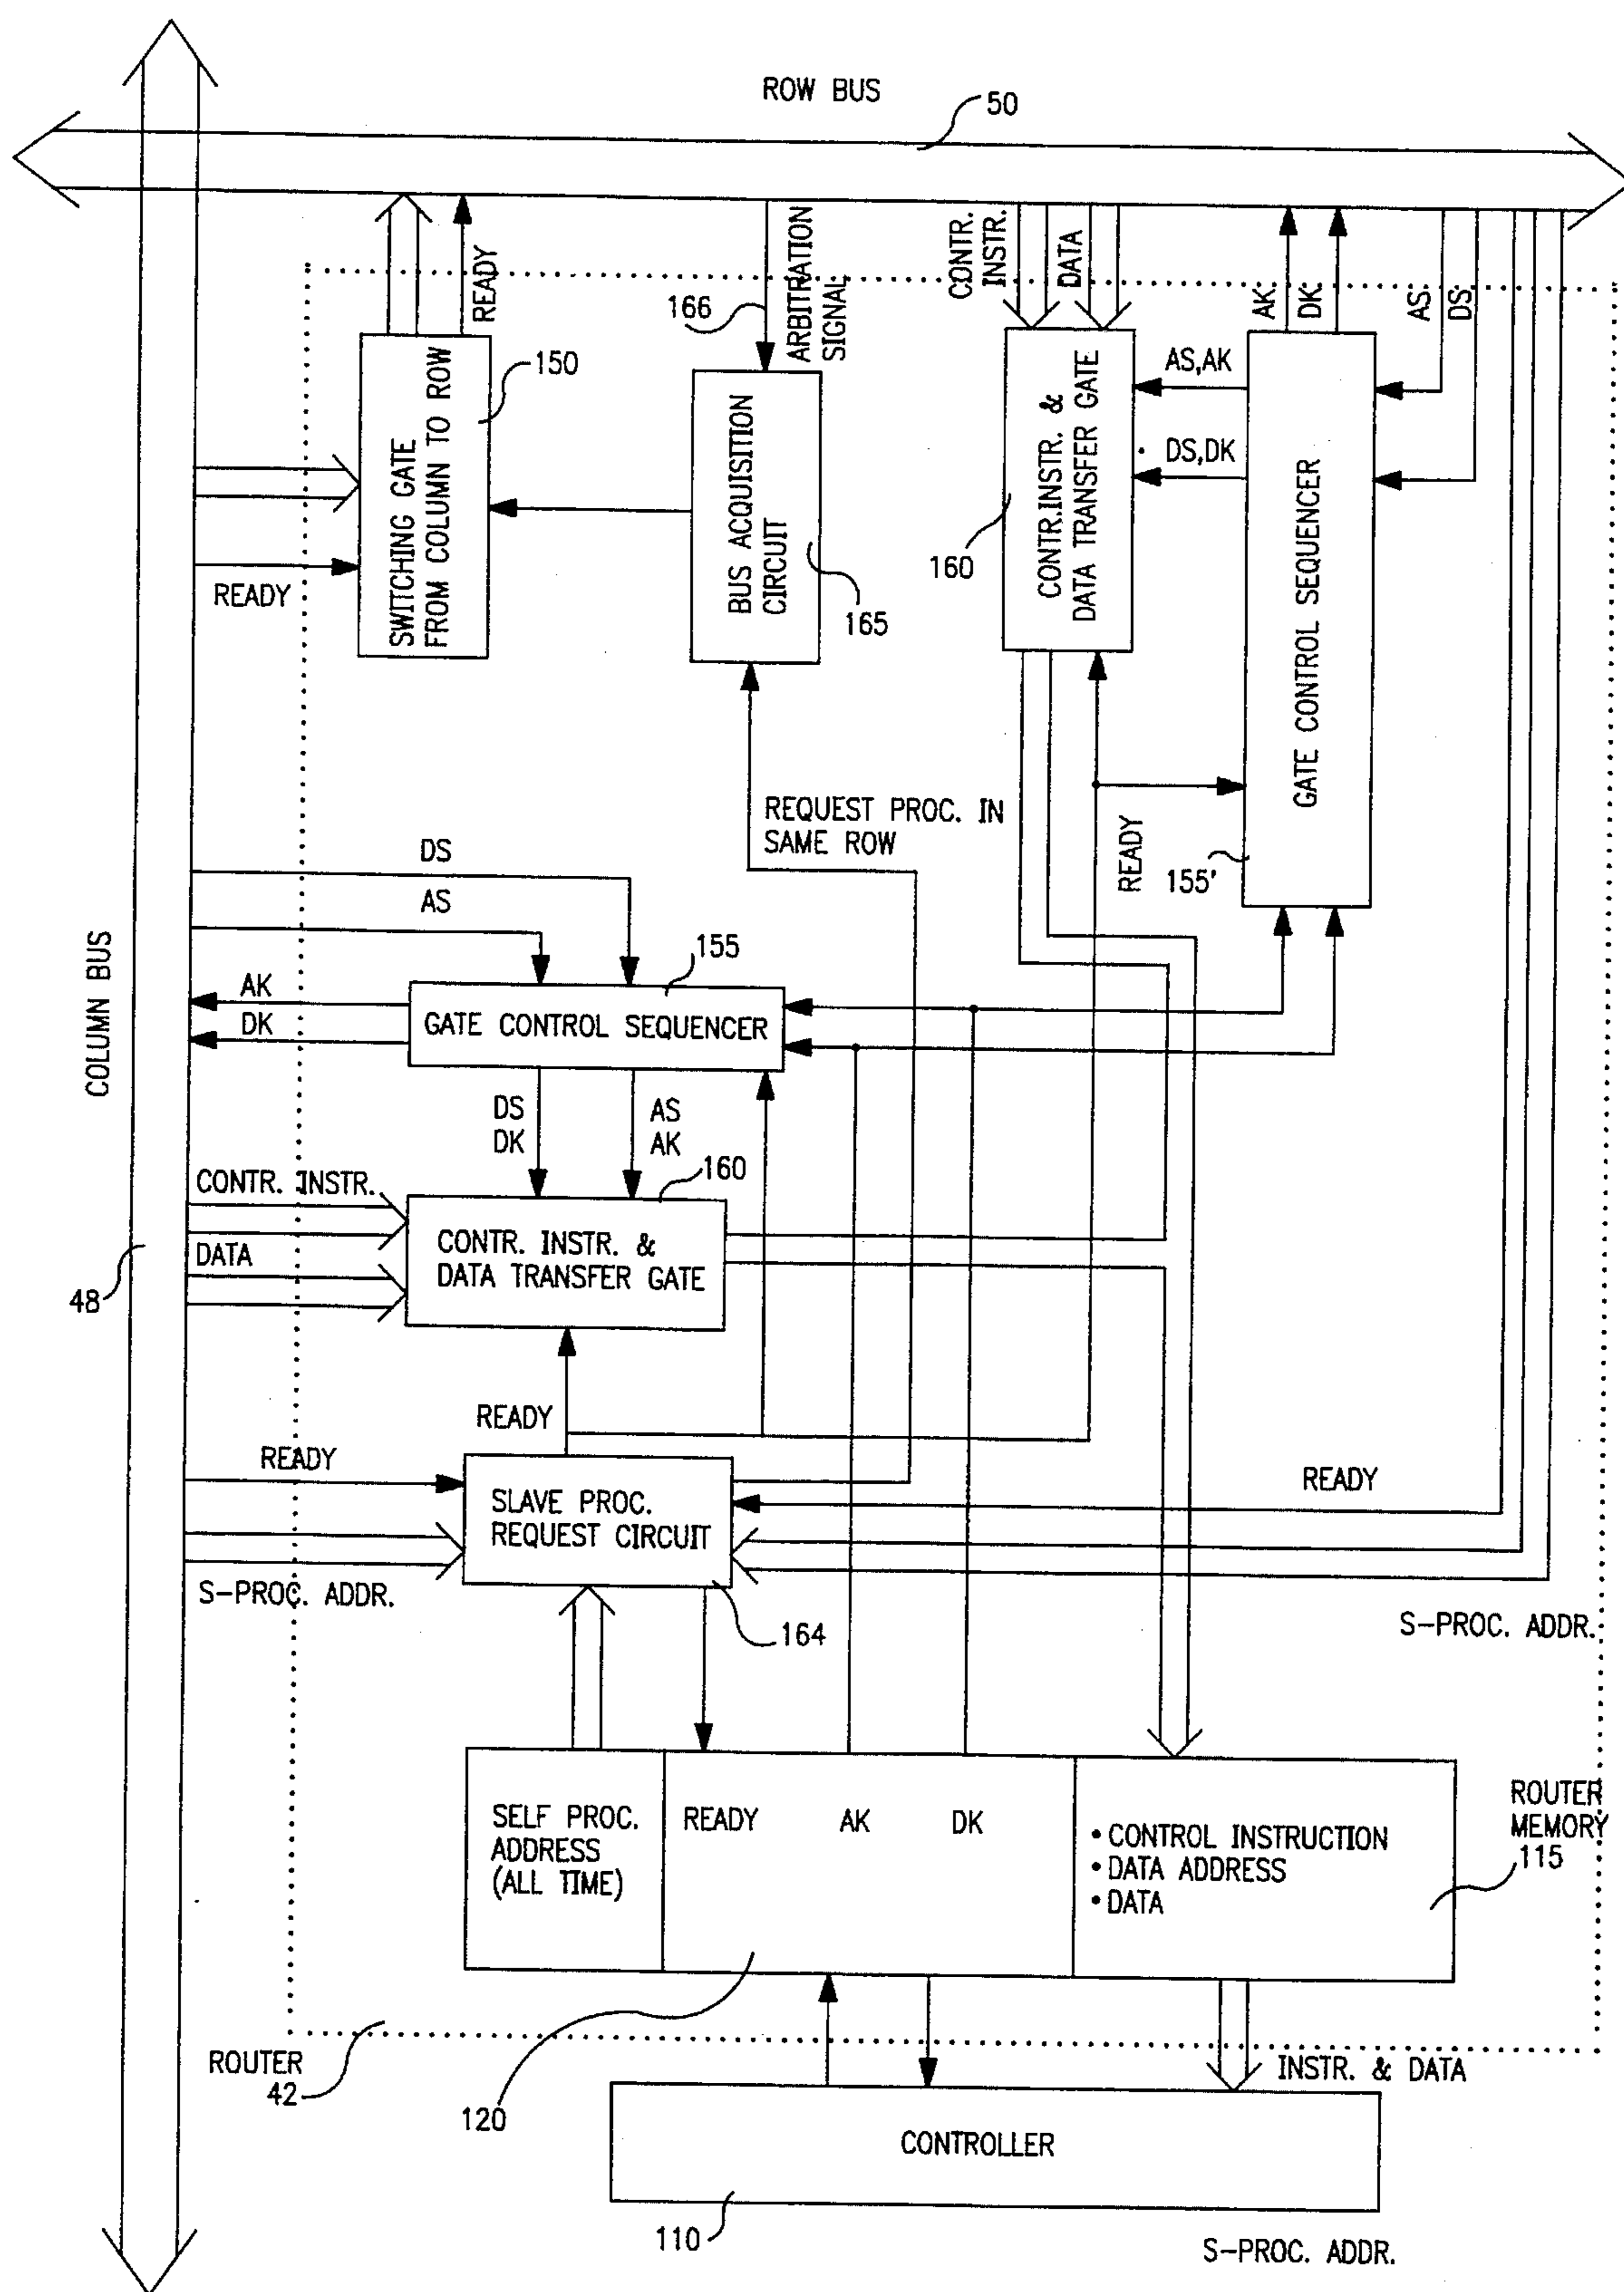 ROW BUS
50
READY
ARBITRATION
SIGNAL
166
CONTR.
INSTR.
DATA
AK
DK
AS
DS
SWITCHING GATE
FROM COLUMN TO ROW
150
READY
BUS ACQUISITION
CIRCUIT
165
CONTR.INSTR. &
DATA TRANSFER GATE
160
AS,AK
DS,DK
GATE CONTROL SEQUENCER
155'
READY
REQUEST PROC. IN
SAME ROW
DS
AS
AK
DK
155
GATE CONTROL SEQUENCER
COLUMN BUS
DS
DK
AS
AK
160
CONTR. INSTR.
DATA
CONTR. INSTR. &
DATA TRANSFER GATE
48
READY
READY
READY
SLAVE PROC.
REQUEST CIRCUIT
S-PROC. ADDR.
164
S-PROC. ADDR.
SELF PROC.
ADDRESS
(ALL TIME)
READY
AK
DK
• CONTROL INSTRUCTION
• DATA ADDRESS
• DATA
ROUTER
MEMORY
115
ROUTER
42
120
INSTR. & DATA
CONTROLLER
110
S-PROC. ADDR.